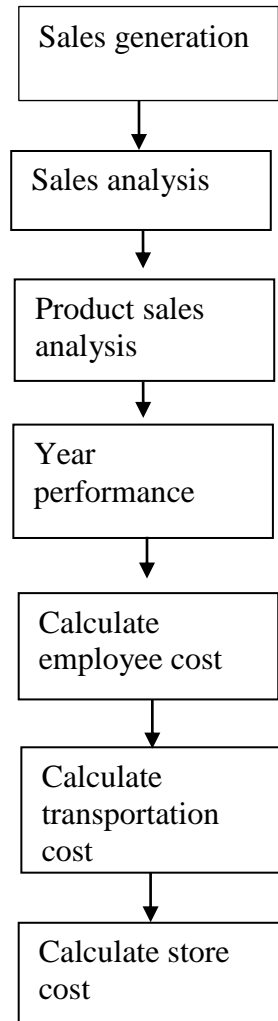 Sales generation
Sales analysis
Product sales
analysis
Year
performance
Calculate
employee cost
Calculate
transportation
cost
Calculate store
cost